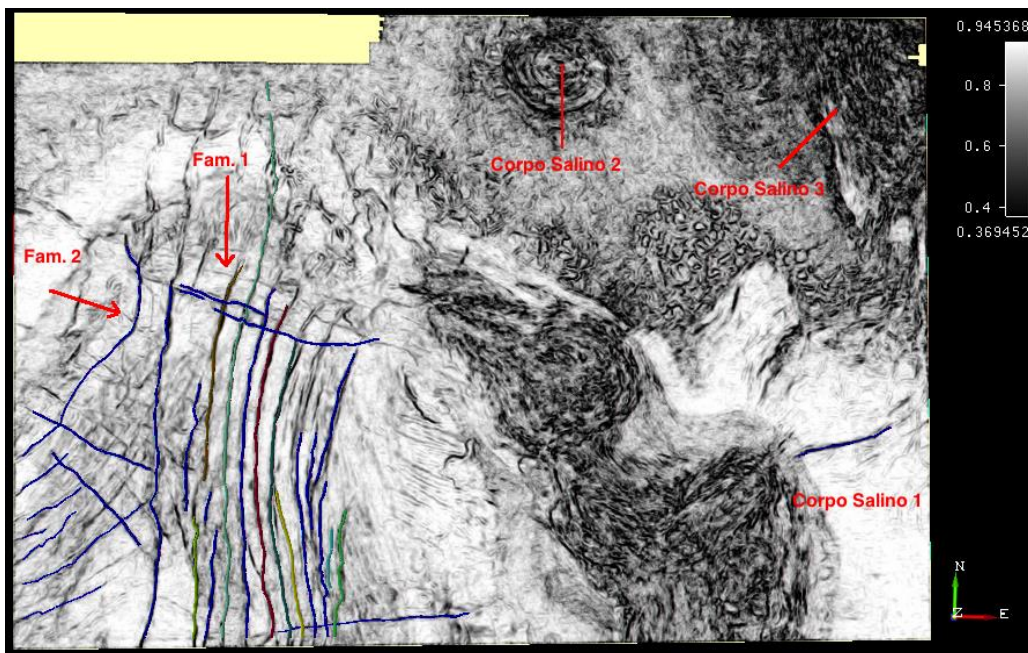 0.945368
0.8
0.6
0.4
0.369452
Corpo Salino 2
Fam. 1
Corpo Salino 3
Fam. 2
Corpo Salino 1
N
Z
E